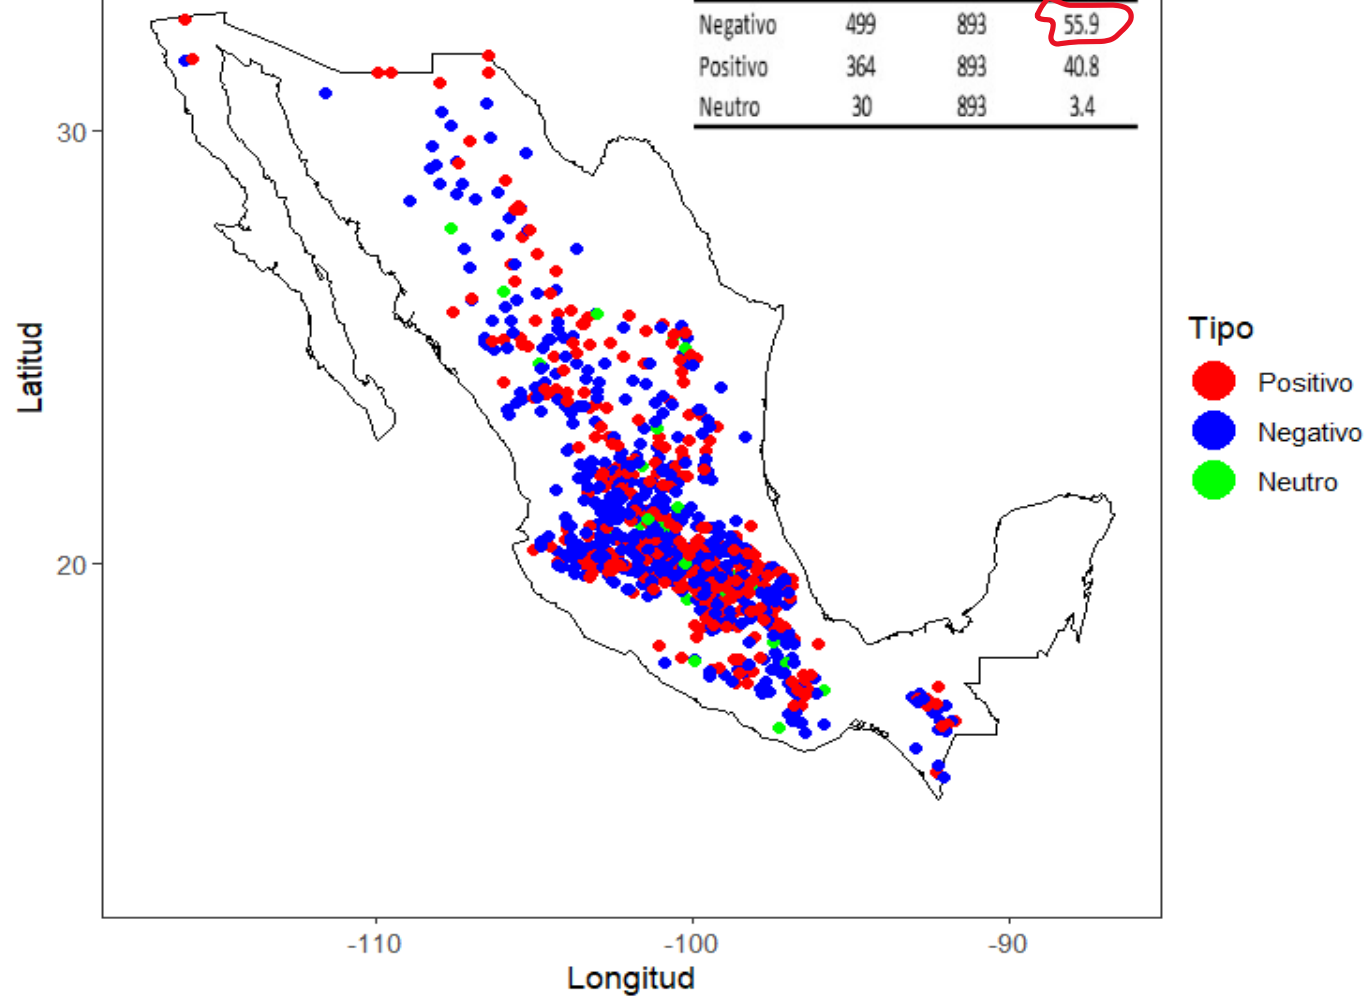 Negativo 499 893 55.9
Positivo 364 893 40.8
Neutro 30 893 3.4
30
20
Latitud
-110 -100 -90
Longitud
Tipo
Positivo
Negativo
Neutro